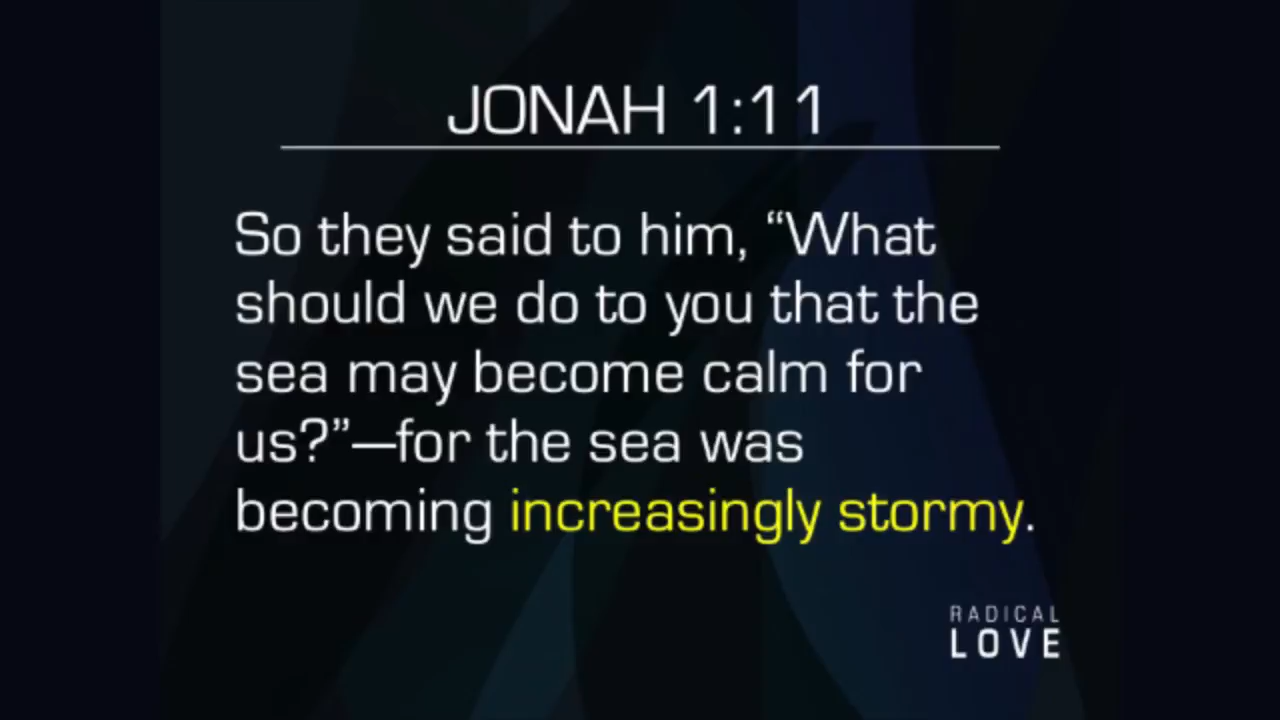 JONAH 1:11
So they said to him, “What
should we do to you that the
sea may become calm for
us?”—for the sea was
becoming increasingly stormy.
RADICAL
LOVE